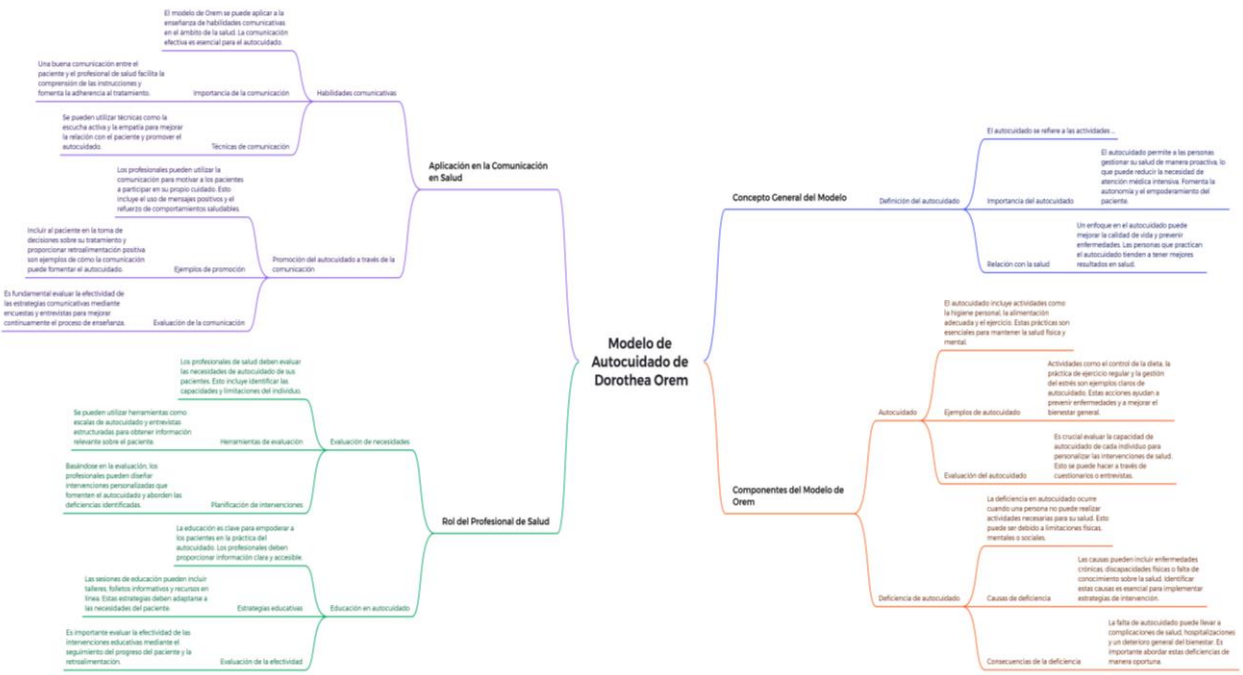 Modelo de
Autocuidado de
Dorothea Orem
Concepto General del Modelo
Definición del autocuidado
El autocuidado se refiere a las actividades ...
Importancia del autocuidado
El autocuidado permite a las personas
gestionar su salud de manera proactiva, lo
que puede reducir la necesidad de
atención médica intensiva. Fomenta la
autonomía y el empoderamiento del
paciente.
Relación con la salud
Un enfoque en el autocuidado puede
mejorar la calidad de vida y prevenir
enfermedades. Las personas que practican
el autocuidado tienden a tener mejores
resultados en salud.
Componentes del Modelo de
Orem
Autocuidado
El autocuidado incluye actividades como
la higiene personal, la alimentación
adecuada y el ejercicio. Estas prácticas son
esenciales para mantener la salud física y
mental.
Ejemplos de autocuidado
Actividades como el control de la dieta, la
práctica de ejercicio regular y la gestión
del estrés son ejemplos claros de
autocuidado. Estas acciones ayudan a
prevenir enfermedades y a mejorar el
bienestar general.
Evaluación del autocuidado
Es crucial evaluar la capacidad de
autocuidado de cada individuo para
personalizar las intervenciones de salud.
Esto se puede hacer a través de
cuestionarios o entrevistas.
Deficiencia de autocuidado
La deficiencia en autocuidado ocurre
cuando una persona no puede realizar
actividades necesarias para su salud. Esto
puede ser debido a limitaciones físicas,
mentales o sociales.
Causas de deficiencia
Las causas pueden incluir enfermedades
crónicas, discapacidades físicas o falta de
conocimiento sobre la salud. Identificar
estas causas es esencial para implementar
estrategias de intervención.
Consecuencias de la deficiencia
La falta de autocuidado puede llevar a
complicaciones de salud, hospitalizaciones
y un deterioro general del bienestar. Es
importante abordar estas deficiencias de
manera oportuna.
Aplicación en la Comunicación
en Salud
Habilidades comunicativas
El modelo de Orem se puede aplicar a la
enseñanza de habilidades comunicativas
en el ámbito de la salud. La comunicación
efectiva es esencial para el autocuidado.
Importancia de la comunicación
Una buena comunicación entre el
paciente y el profesional de salud facilita la
comprensión de las instrucciones y
fomenta la adherencia al tratamiento.
Técnicas de comunicación
Se pueden utilizar técnicas como la
escucha activa y la empatía para mejorar
la relación con el paciente y promover el
autocuidado.
Promoción del autocuidado a través de la
comunicación
Los profesionales pueden utilizar la
comunicación para motivar a los pacientes
a participar en su propio cuidado. Esto
incluye el uso de mensajes positivos y el
refuerzo de comportamientos saludables.
Ejemplos de promoción
Incluir al paciente en la toma de
decisiones sobre su tratamiento y
proporcionar retroalimentación positiva
son ejemplos de cómo la comunicación
puede fomentar el autocuidado.
Evaluación de la comunicación
Es fundamental evaluar la efectividad de
las estrategias comunicativas mediante
encuestas y entrevistas para mejorar
continuamente el proceso de enseñanza.
Rol del Profesional de Salud
Evaluación de necesidades
Los profesionales de salud deben evaluar
las necesidades de autocuidado de sus
pacientes. Esto incluye identificar las
capacidades y limitaciones del individuo.
Herramientas de evaluación
Se pueden utilizar herramientas como
escalas de autocuidado y entrevistas
estructuradas para obtener información
relevante sobre el paciente.
Planificación de intervenciones
Basándose en la evaluación, los
profesionales pueden diseñar
intervenciones personalizadas que
fomenten el autocuidado y aborden las
deficiencias identificadas.
Educación en autocuidado
La educación es clave para empoderar a
los pacientes en la práctica del
autocuidado. Los profesionales deben
proporcionar información clara y accesible.
Estrategias educativas
Las sesiones de educación pueden incluir
talleres, folletos informativos y recursos en
línea. Estas estrategias deben adaptarse a
las necesidades del paciente.
Evaluación de la efectividad
Es importante evaluar la efectividad de las
intervenciones educativas mediante el
seguimiento del progreso del paciente y la
retroalimentación.